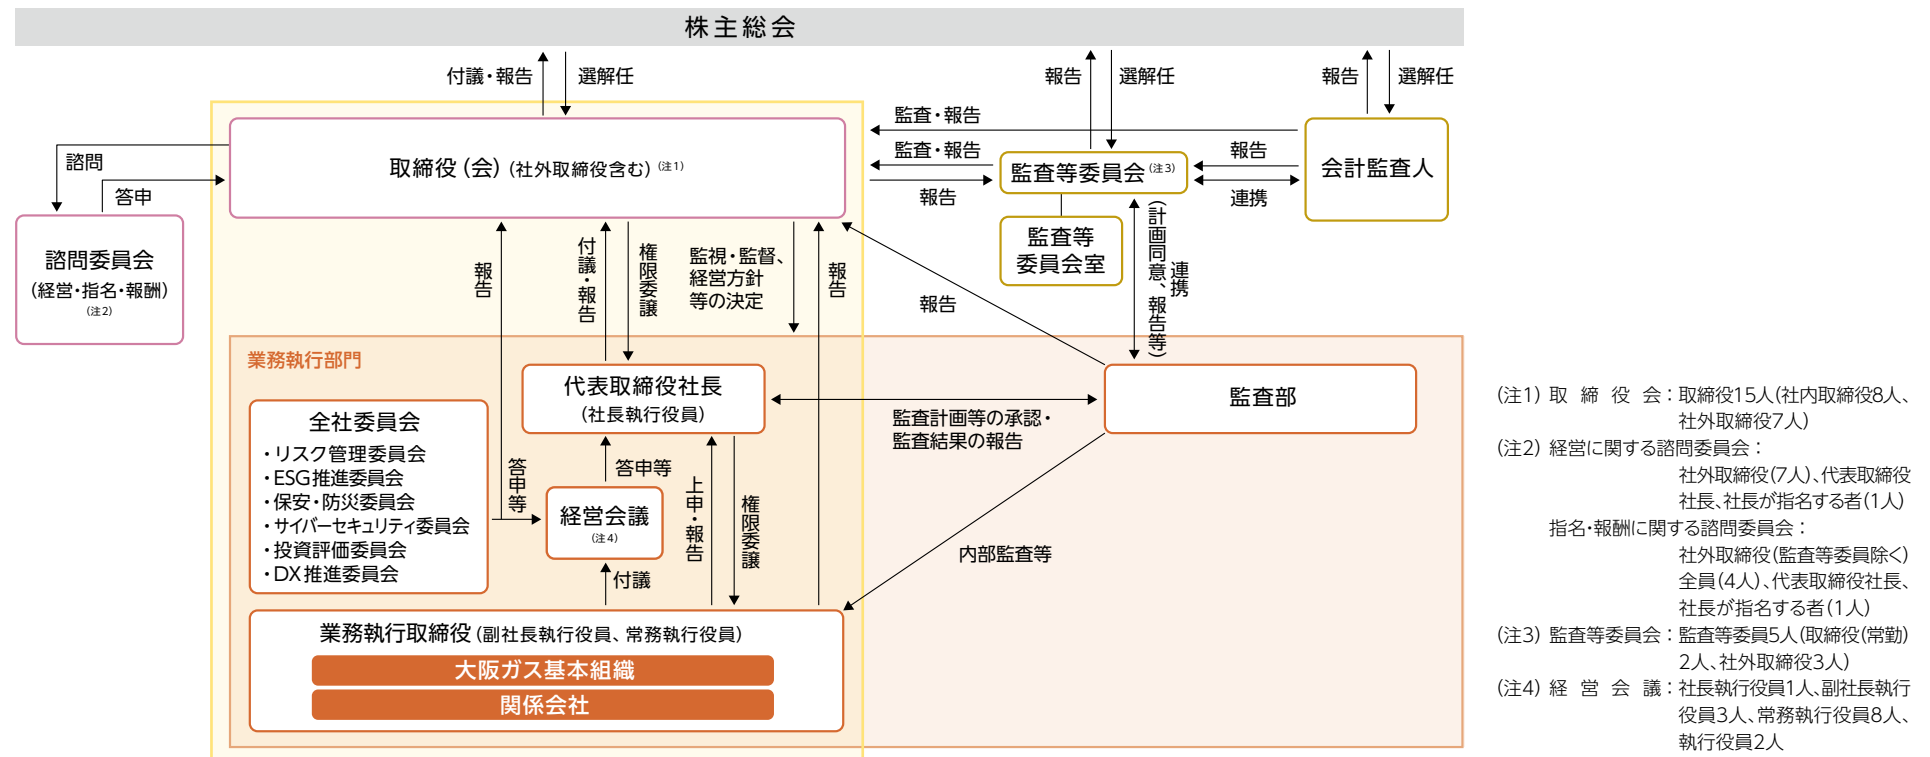 株主総会
付議・報告
選解任
報告
選解任
報告
選解任
監査・報告
監査・報告
報告
報告
連携
諮問
答申
取締役(会)(社外取締役含む)(注1)
監査等委員会(注3)
会計監査人
監査等
委員会室
諮問委員会
(経営・指名・報酬)
(注2)
報告
付議・報告
権限委譲
監視・監督、
経営方針
等の決定
報告
報告
連携
(計画同意、報告等)
業務執行部門
代表取締役社長
(社長執行役員)
監査部
監査計画等の承認・
監査結果の報告
全社委員会
・リスク管理委員会
・ESG推進委員会
・保安・防災委員会
・サイバーセキュリティ委員会
・投資評価委員会
・DX推進委員会
答申等
答申等
経営会議
(注4)
付議
上申・報告
権限委譲
内部監査等
業務執行取締役(副社長執行役員、常務執行役員)
大阪ガス基本組織
関係会社
(注1) 取締役会:取締役15人(社内取締役8人、
社外取締役7人)
(注2) 経営に関する諮問委員会:
社外取締役(7人)、代表取締役
社長、社長が指名する者(1人)
指名・報酬に関する諮問委員会:
社外取締役(監査等委員除く)
全員(4人)、代表取締役社長、
社長が指名する者(1人)
(注3) 監査等委員会:監査等委員5人(取締役(常勤)
2人、社外取締役3人)
(注4) 経営会議:社長執行役員1人、副社長執行
役員3人、常務執行役員8人、
執行役員2人